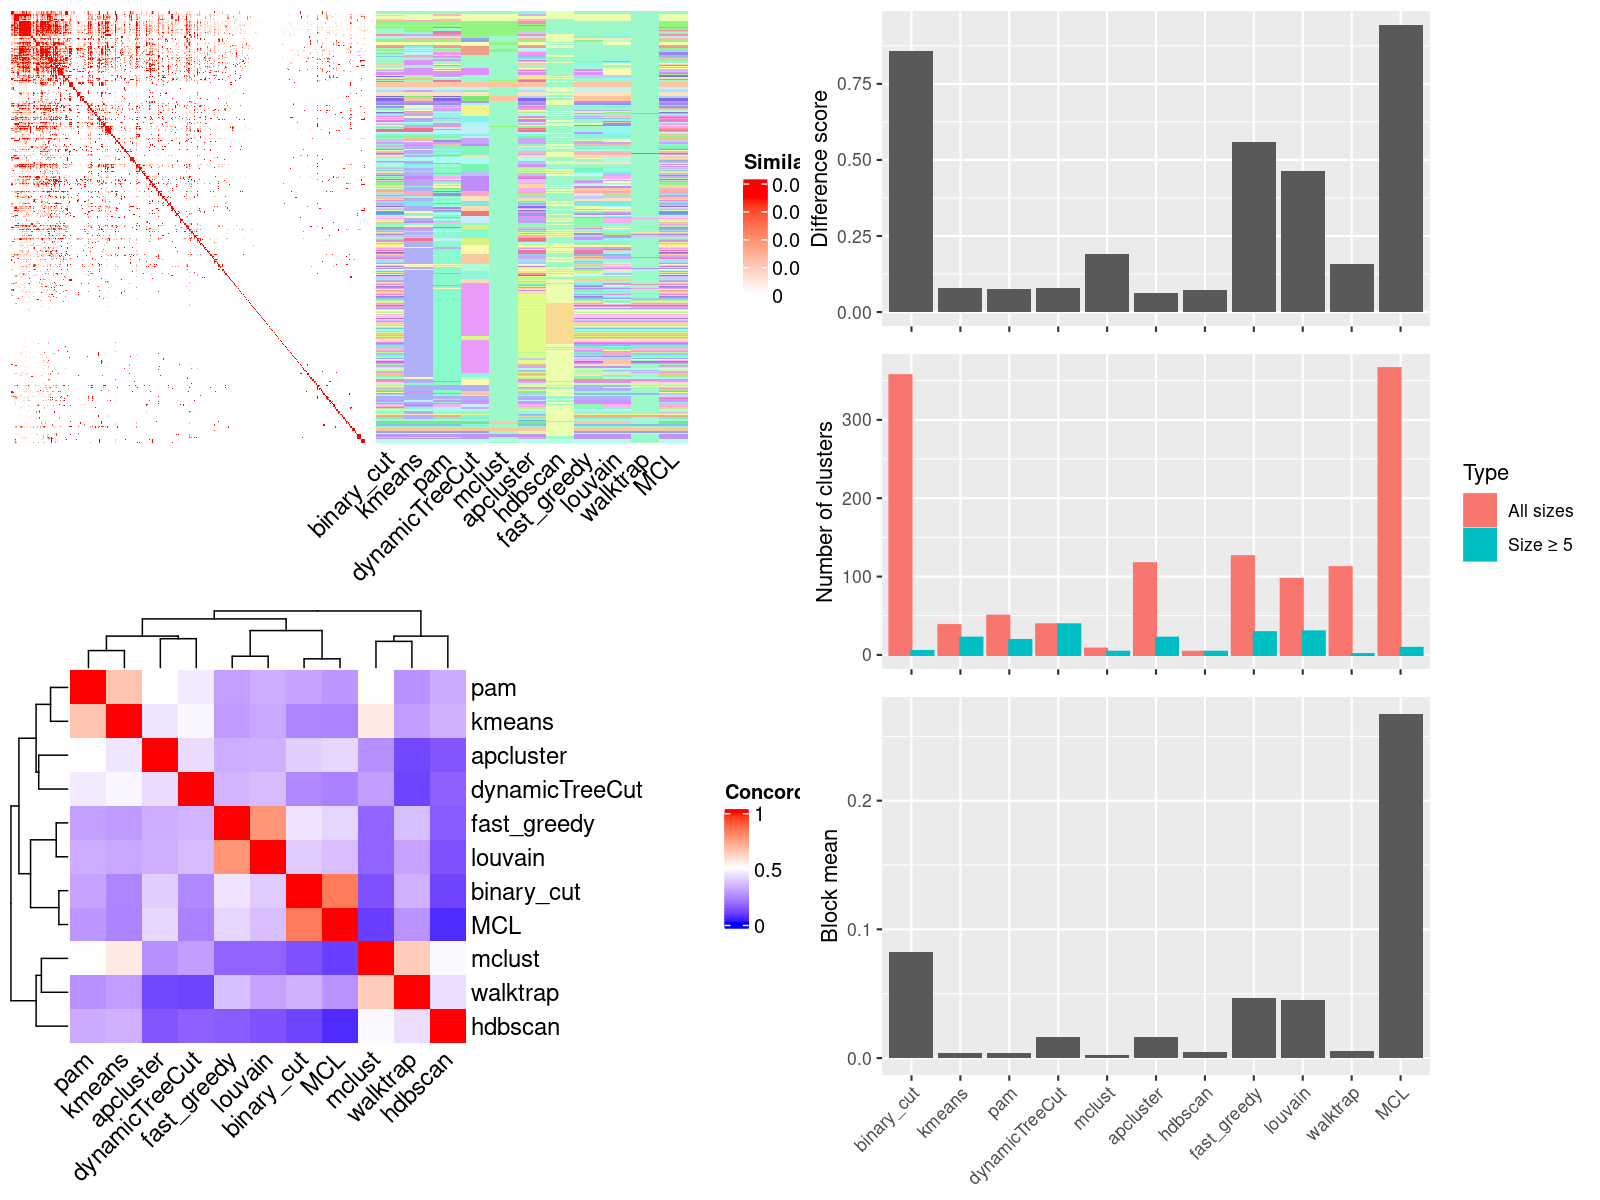 Simila
0.0
0.0
0.0
0.0
0
binary_cut
kmeans
pam
dynamicTreeCut
mclust
apcluster
hdbscan
fast_greedy
louvain
walktrap
MCL
pam
kmeans
apcluster
dynamicTreeCut
fast_greedy
louvain
binary_cut
MCL
mclust
walktrap
hdbscan
pam
kmeans
apcluster
dynamicTreeCut
fast_greedy
louvain
binary_cut
MCL
mclust
walktrap
hdbscan
Concord
1
0.5
0
Difference score
0.75
0.50
0.25
0.00
Number of clusters
300
200
100
0
Type
All sizes
Size ≥ 5
Block mean
0.2
0.1
0.0
binary_cut
kmeans
pam
dynamicTreeCut
mclust
apcluster
hdbscan
fast_greedy
louvain
walktrap
MCL